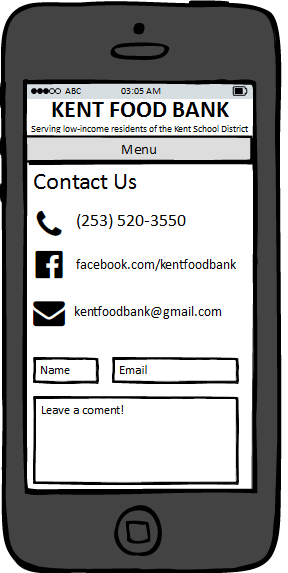 ABC 03:05 AM
KENT FOOD BANK
Serving low-income residents of the Kent School District
Menu
Contact Us
(253) 520-3550
facebook.com/kentfoodbank
kentfoodbank@gmail.com
Name Email
Leave a coment!